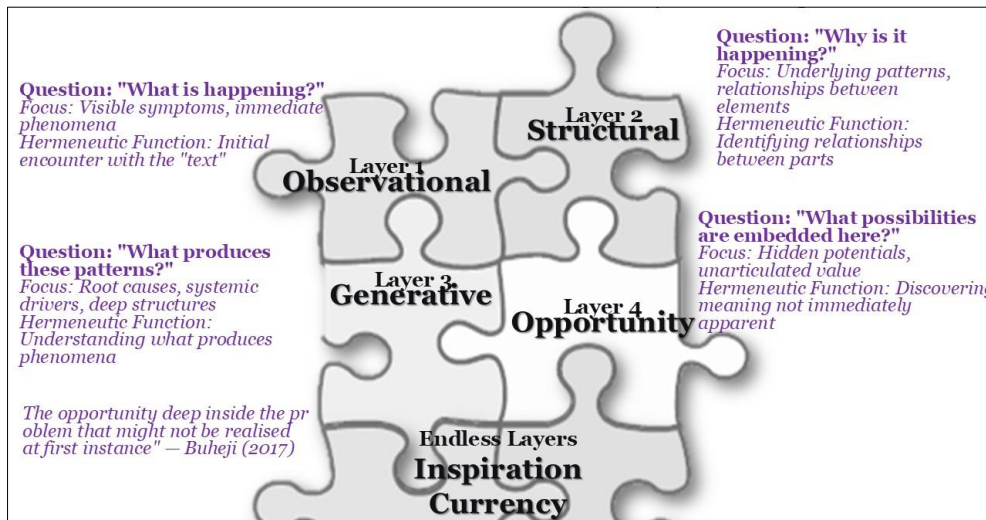 Question: "What is happening?"
Focus: Visible symptoms, immediate
phenomena
Hermeneutic Function: Initial
encounter with the "text"
Layer 1
Observational
Layer 2
Structural
Question: "Why is it
happening?"
Focus: Underlying patterns,
relationships between
elements
Hermeneutic Function:
Identifying relationships
between parts
Question: "What produces
these patterns?"
Focus: Root causes, systemic
drivers, deep structures
Hermeneutic Function:
Understanding what produces
phenomena
Layer 3
Generative
Layer 4
Opportunity
Question: "What possibilities
are embedded here?"
Focus: Hidden potentials,
unarticulated value
Hermeneutic Function: Discovering
meaning not immediately
apparent
The opportunity deep inside the pr
oblem that might not be realised
at first instance" — Buheji (2017)
Endless Layers
Inspiration
Currency